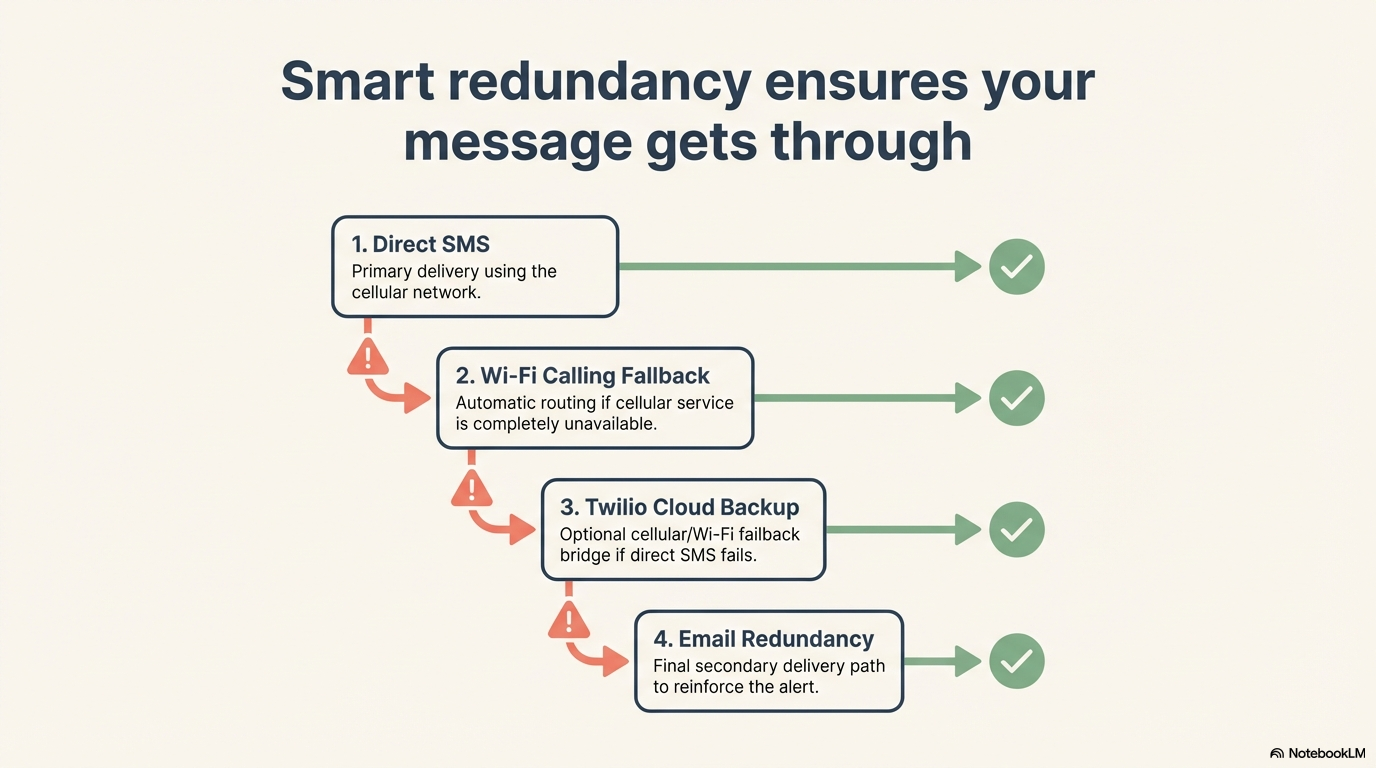 Smart redundancy ensures your
message gets through
1. Direct SMS
Primary delivery using the
cellular network.
2. Wi-Fi Calling Fallback
Automatic routing if cellular service
is completely unavailable.
3. Twilio Cloud Backup
Optional cellular/Wi-Fi failback
bridge if direct SMS fails.
4. Email Redundancy
Final secondary delivery path
to reinforce the alert.
NotebookLM